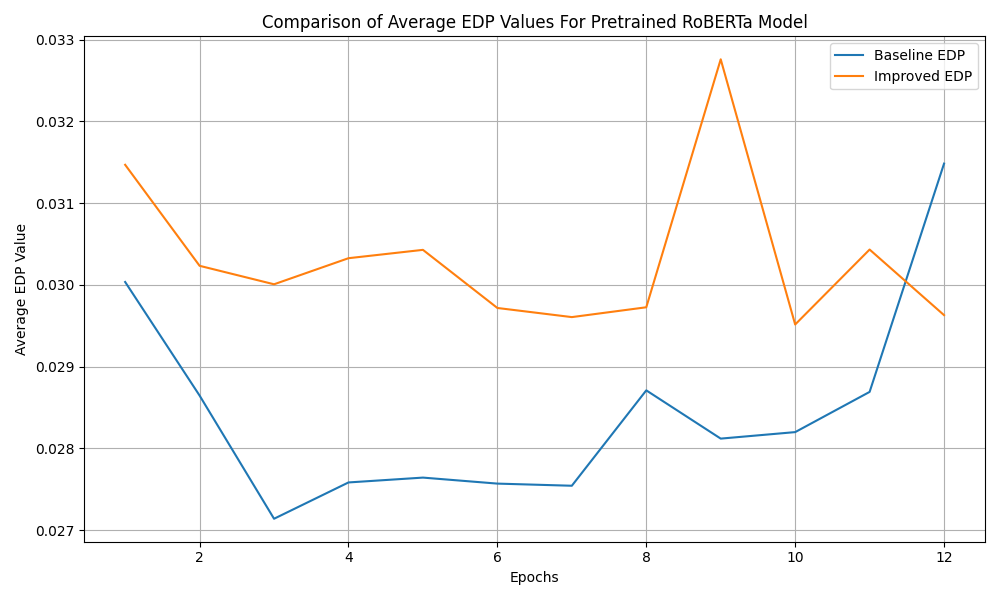 Comparison of Average EDP Values For Pretrained RoBERTa Model
Baseline EDP
Improved EDP
Average EDP Value
0.033
0.032
0.031
0.030
0.029
0.028
0.027
2 4 6 8 10 12
Epochs